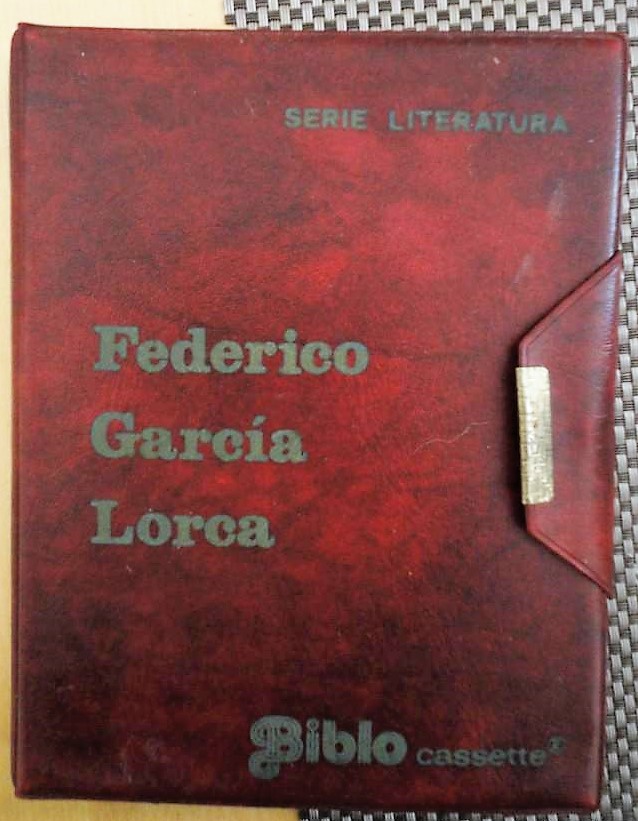 SERIE LITERATURA
Federico
García
Lorca
Biblo cassette